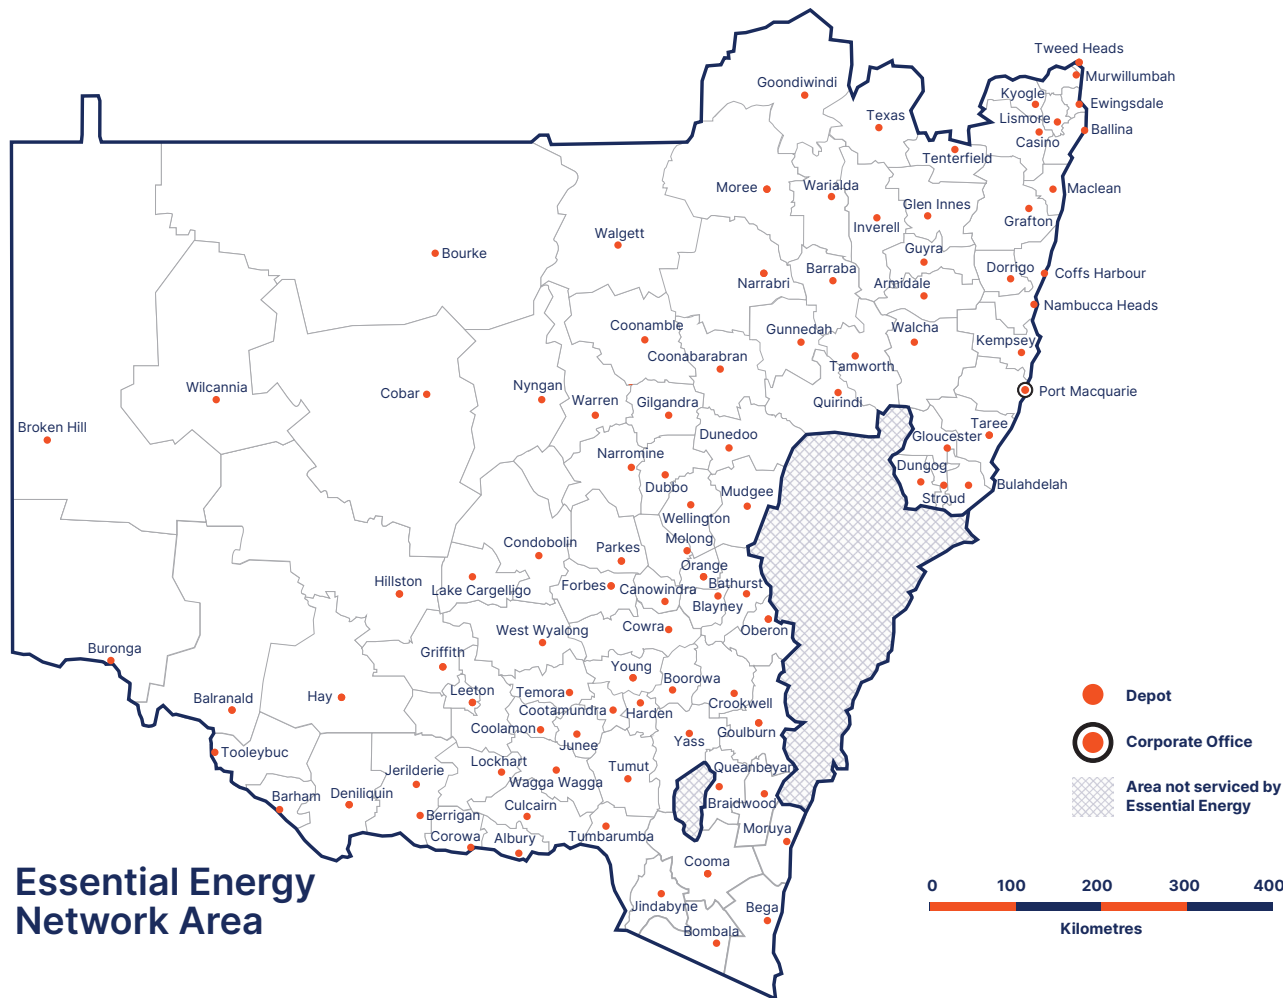 Tweed Heads
Murwillumbah
Goondiwindi
Kyogle
Ewingsdale
Texas
Lismore
Ballina
Casino
Tenterfield
Moree
Warialda
Maclean
Glen Innes
Grafton
Inverell
Walgett
Guyra
Bourke
Barraba
Dorrigo
Coffs Harbour
Narrabri
Armidale
Nambucca Heads
Coonamble
Gunnedah
Walcha
Kempsey
Coonabarabran
Tamworth
Wilcannia
Cobar
Nyngan
Port Macquarie
Warren
Gilgandra
Quirindi
Broken Hill
Taree
Dunedoo
Gloucester
Narromine
Dungog
Dubbo
Mudgee
Bulahdelah
Stroud
Wellington
Condobolin
Parkes
Molong
Orange
Hillston
Lake Cargelligo
Forbes
Canowindra
Bathurst
Blayney
West Wyalong
Cowra
Oberon
Buronga
Griffith
Young
Boorowa
Balranald
Hay
Leeton
Temora
Cootamundra
Harden
Crookwell
Coolamon
Junee
Yass
Goulburn
Tooleybuc
Jerilderie
Lockhart
Wagga Wagga
Tumut
Queanbeyan
Barham
Deniliquin
Culcairn
Braidwood
Berrigan
Corowa
Albury
Tumbarumba
Moruya
Cooma
Jindabyne
Bega
Bombala
Depot
Corporate Office
Area not serviced by
Essential Energy
Essential Energy
Network Area
0 100 200 300 400
Kilometres